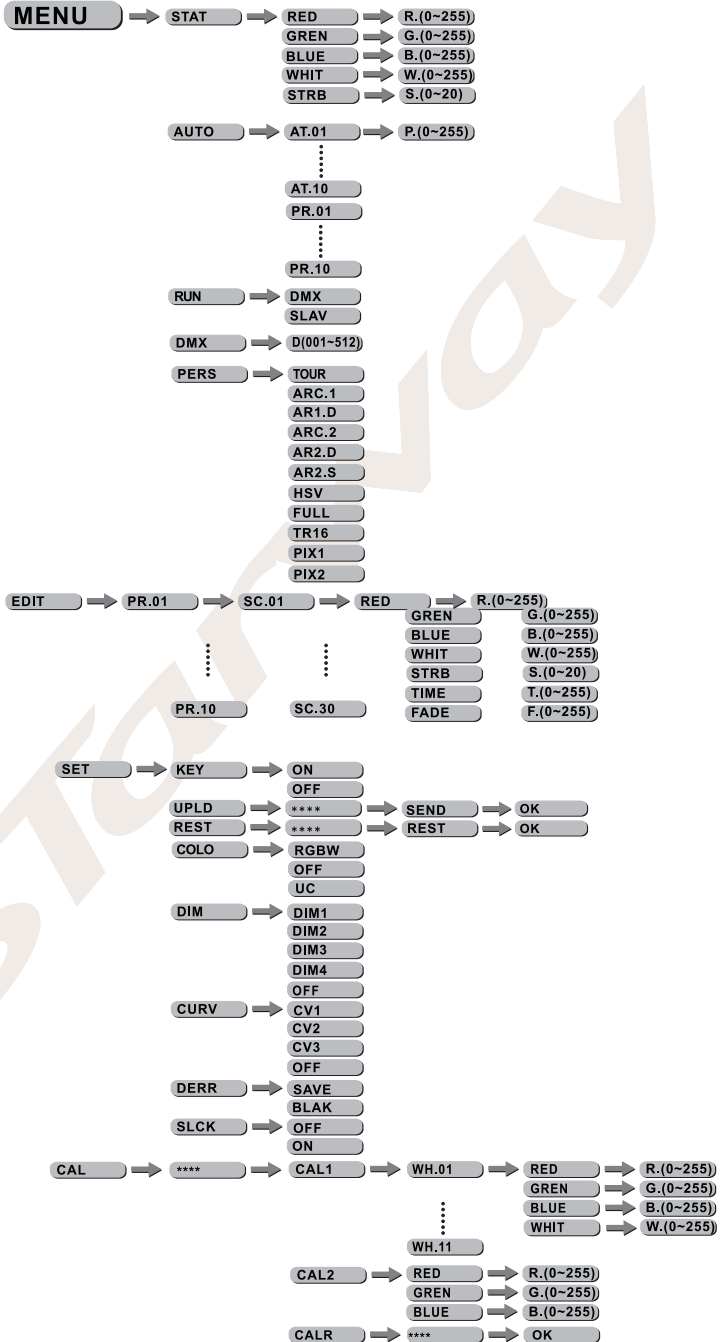 MENU STAT RED R.(0~255)
GREN G.(0~255)
BLUE B.(0~255)
WHIT W.(0~255)
STRB S.(0~20)
AUTO AT.01 P.(0~255)
AT.10
PR.01
PR.10
RUN DMX
SLAV
DMX D(001~512)
PERS TOUR
ARC.1
AR1.D
ARC.2
AR2.D
AR2.S
HSV
FULL
TR16
PIX1
PIX2
EDIT PR.01 SC.01 RED R.(0~255)
GREN G.(0~255)
BLUE B.(0~255)
WHIT W.(0~255)
STRB S.(0~20)
TIME T.(0~255)
PR.10 SC.30 FADE F.(0~255)
SET KEY ON
OFF
UPLD **** SEND OK
REST **** REST OK
COLO RGBW
OFF
UC
DIM DIM1
DIM2
DIM3
DIM4
OFF
CURV CV1
CV2
CV3
OFF
DERR SAVE
BLAK
SLCK OFF
ON
CAL **** CAL1 WH.01 RED R.(0~255)
GREN G.(0~255)
BLUE B.(0~255)
WHIT W.(0~255)
WH.11
CAL2 RED R.(0~255)
GREN G.(0~255)
BLUE B.(0~255)
CALR **** OK